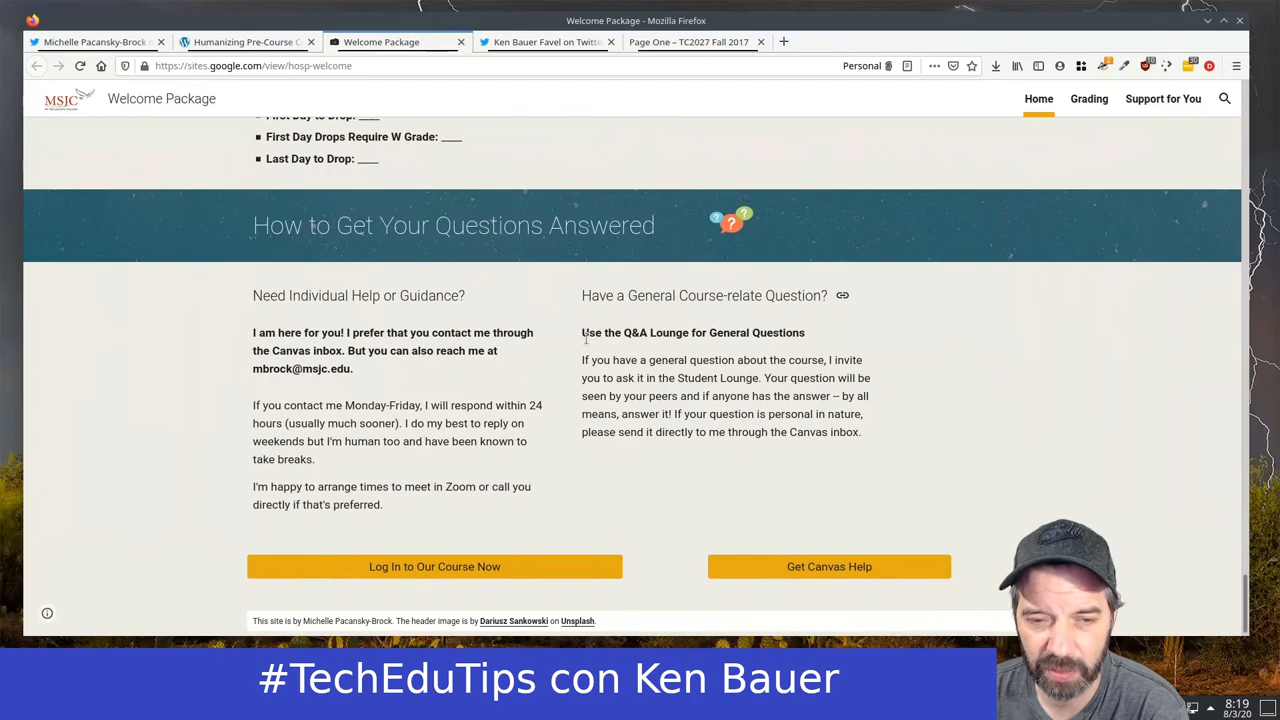 Welcome Package - Mozilla Firefox
Michelle Pacansky-Brock o
Humanizing Pre-Course C
Welcome Package
Ken Bauer Favel on Twitte
Page One – TC2027 Fall 2017
https://sites.google.com/view/hosp-welcome
Personal
MSJC
Welcome Package
Home
Grading
Support for You
First Day to Drop: ____
First Day Drops Require W Grade: ____
Last Day to Drop: ____
How to Get Your Questions Answered
Need Individual Help or Guidance?
I am here for you! I prefer that you contact me through
the Canvas inbox. But you can also reach me at
mbrock@msjc.edu.
If you contact me Monday-Friday, I will respond within 24
hours (usually much sooner). I do my best to reply on
weekends but I'm human too and have been known to
take breaks.
I'm happy to arrange times to meet in Zoom or call you
directly if that's preferred.
Have a General Course-relate Question?
Use the Q&A Lounge for General Questions
If you have a general question about the course, I invite
you to ask it in the Student Lounge. Your question will be
seen by your peers and if anyone has the answer -- by all
means, answer it! If your question is personal in nature,
please send it directly to me through the Canvas inbox.
Log In to Our Course Now
Get Canvas Help
This site is by Michelle Pacansky-Brock. The header image is by Dariusz Sankowski on Unsplash.
#TechEduTips con Ken Bauer
8:19
8/3/20